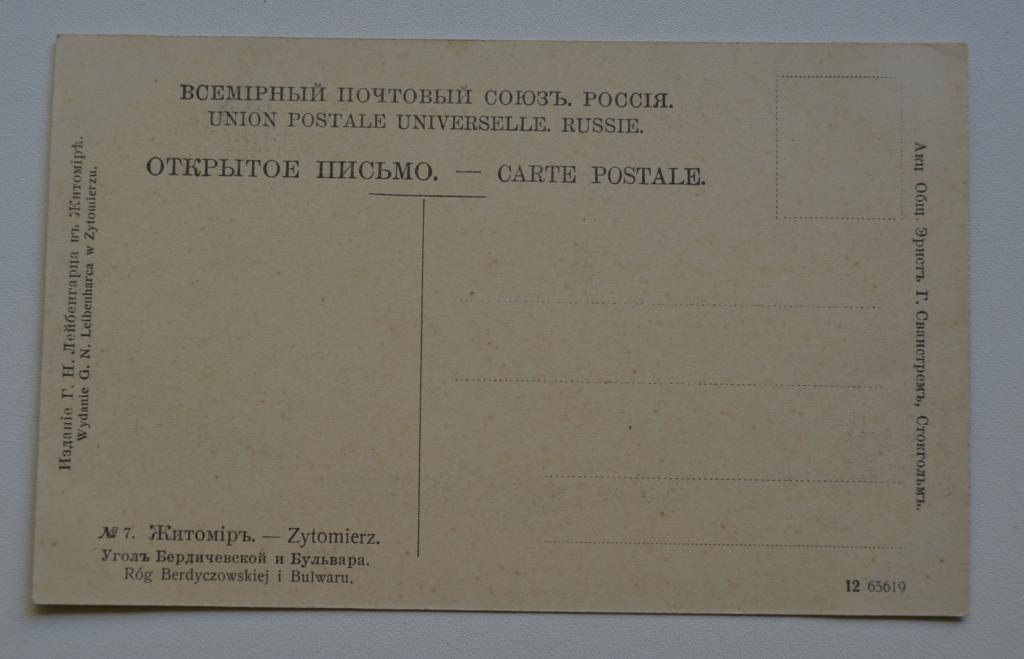 ВСЕМІРНЫЙ ПОЧТОВЫЙ СОЮЗЪ. РОССІЯ.
UNION POSTALE UNIVERSELLE. RUSSIE.
ОТКРЫТОЕ ПИСЬМО. — CARTE POSTALE.
Изданіе Г. Н. Лейбенгарца въ Житомірѣ.
Wydanie G. N. Leibenharca w Zytomierzu.
№ 7. Житоміръ. — Zytomierz.
Уголъ Бердичевской и Бульвара.
Róg Berdyczowskiej i Bulwaru.
Акц. Общ. Эрнстъ Г. Сванстремъ, Стокгольмъ.
12 65619